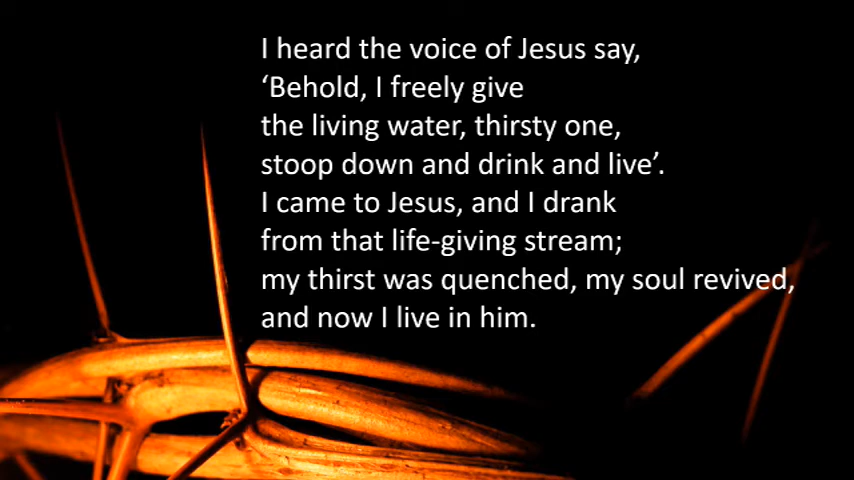 I heard the voice of Jesus say,
‘Behold, I freely give
the living water, thirsty one,
stoop down and drink and live’.
I came to Jesus, and I drank
from that life-giving stream;
my thirst was quenched, my soul revived,
and now I live in him.